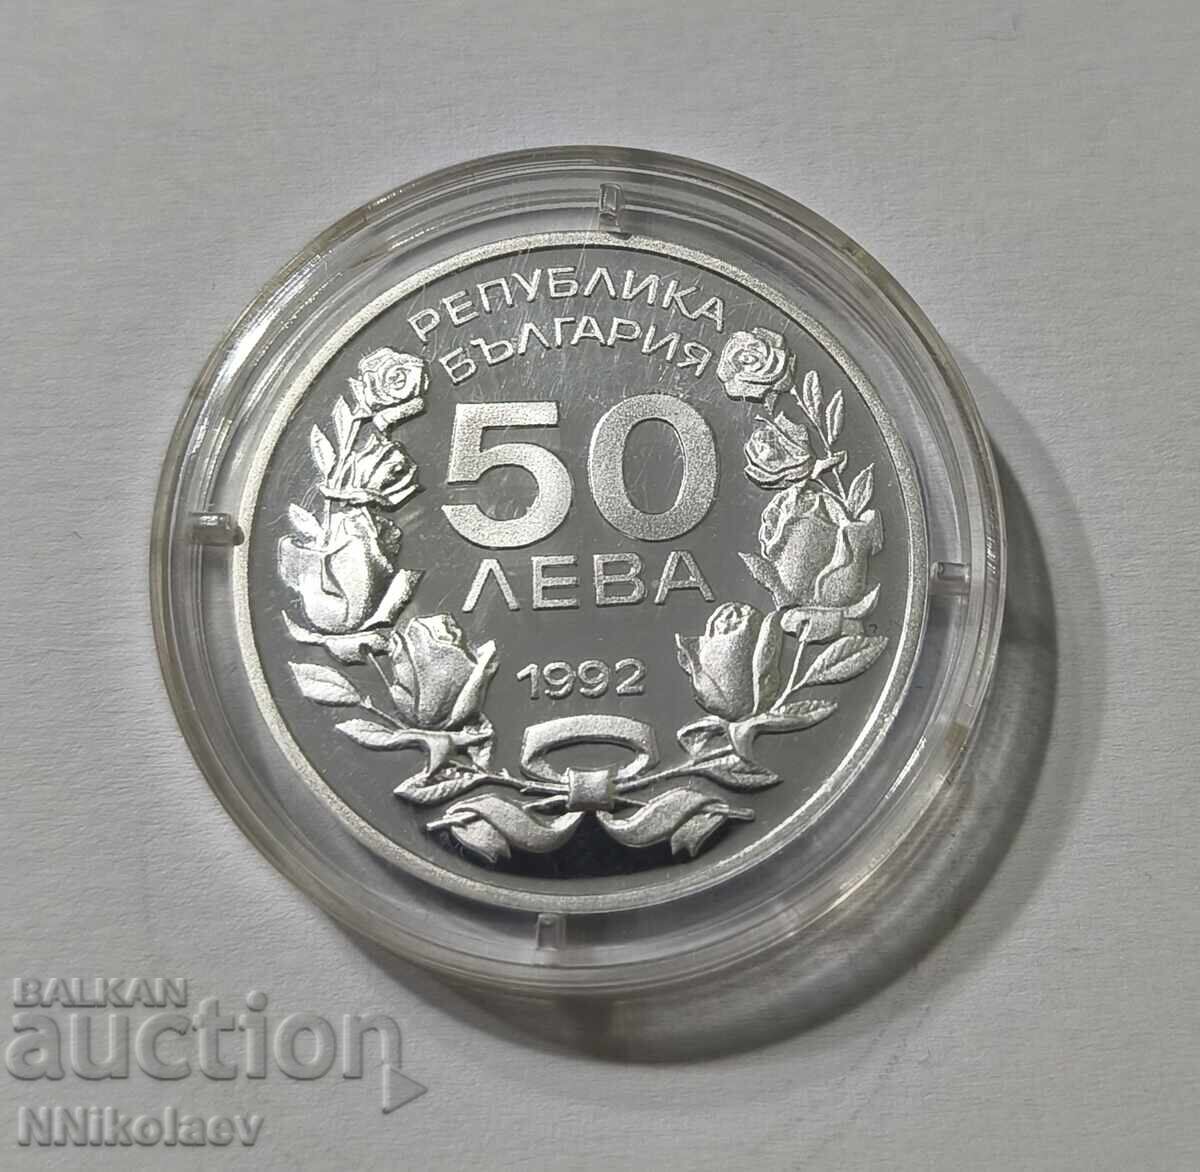 РЕПУБЛИКА
БЪЛГАРИЯ
50
ЛЕВА
1992
BALKAN
auction
NNikolaev